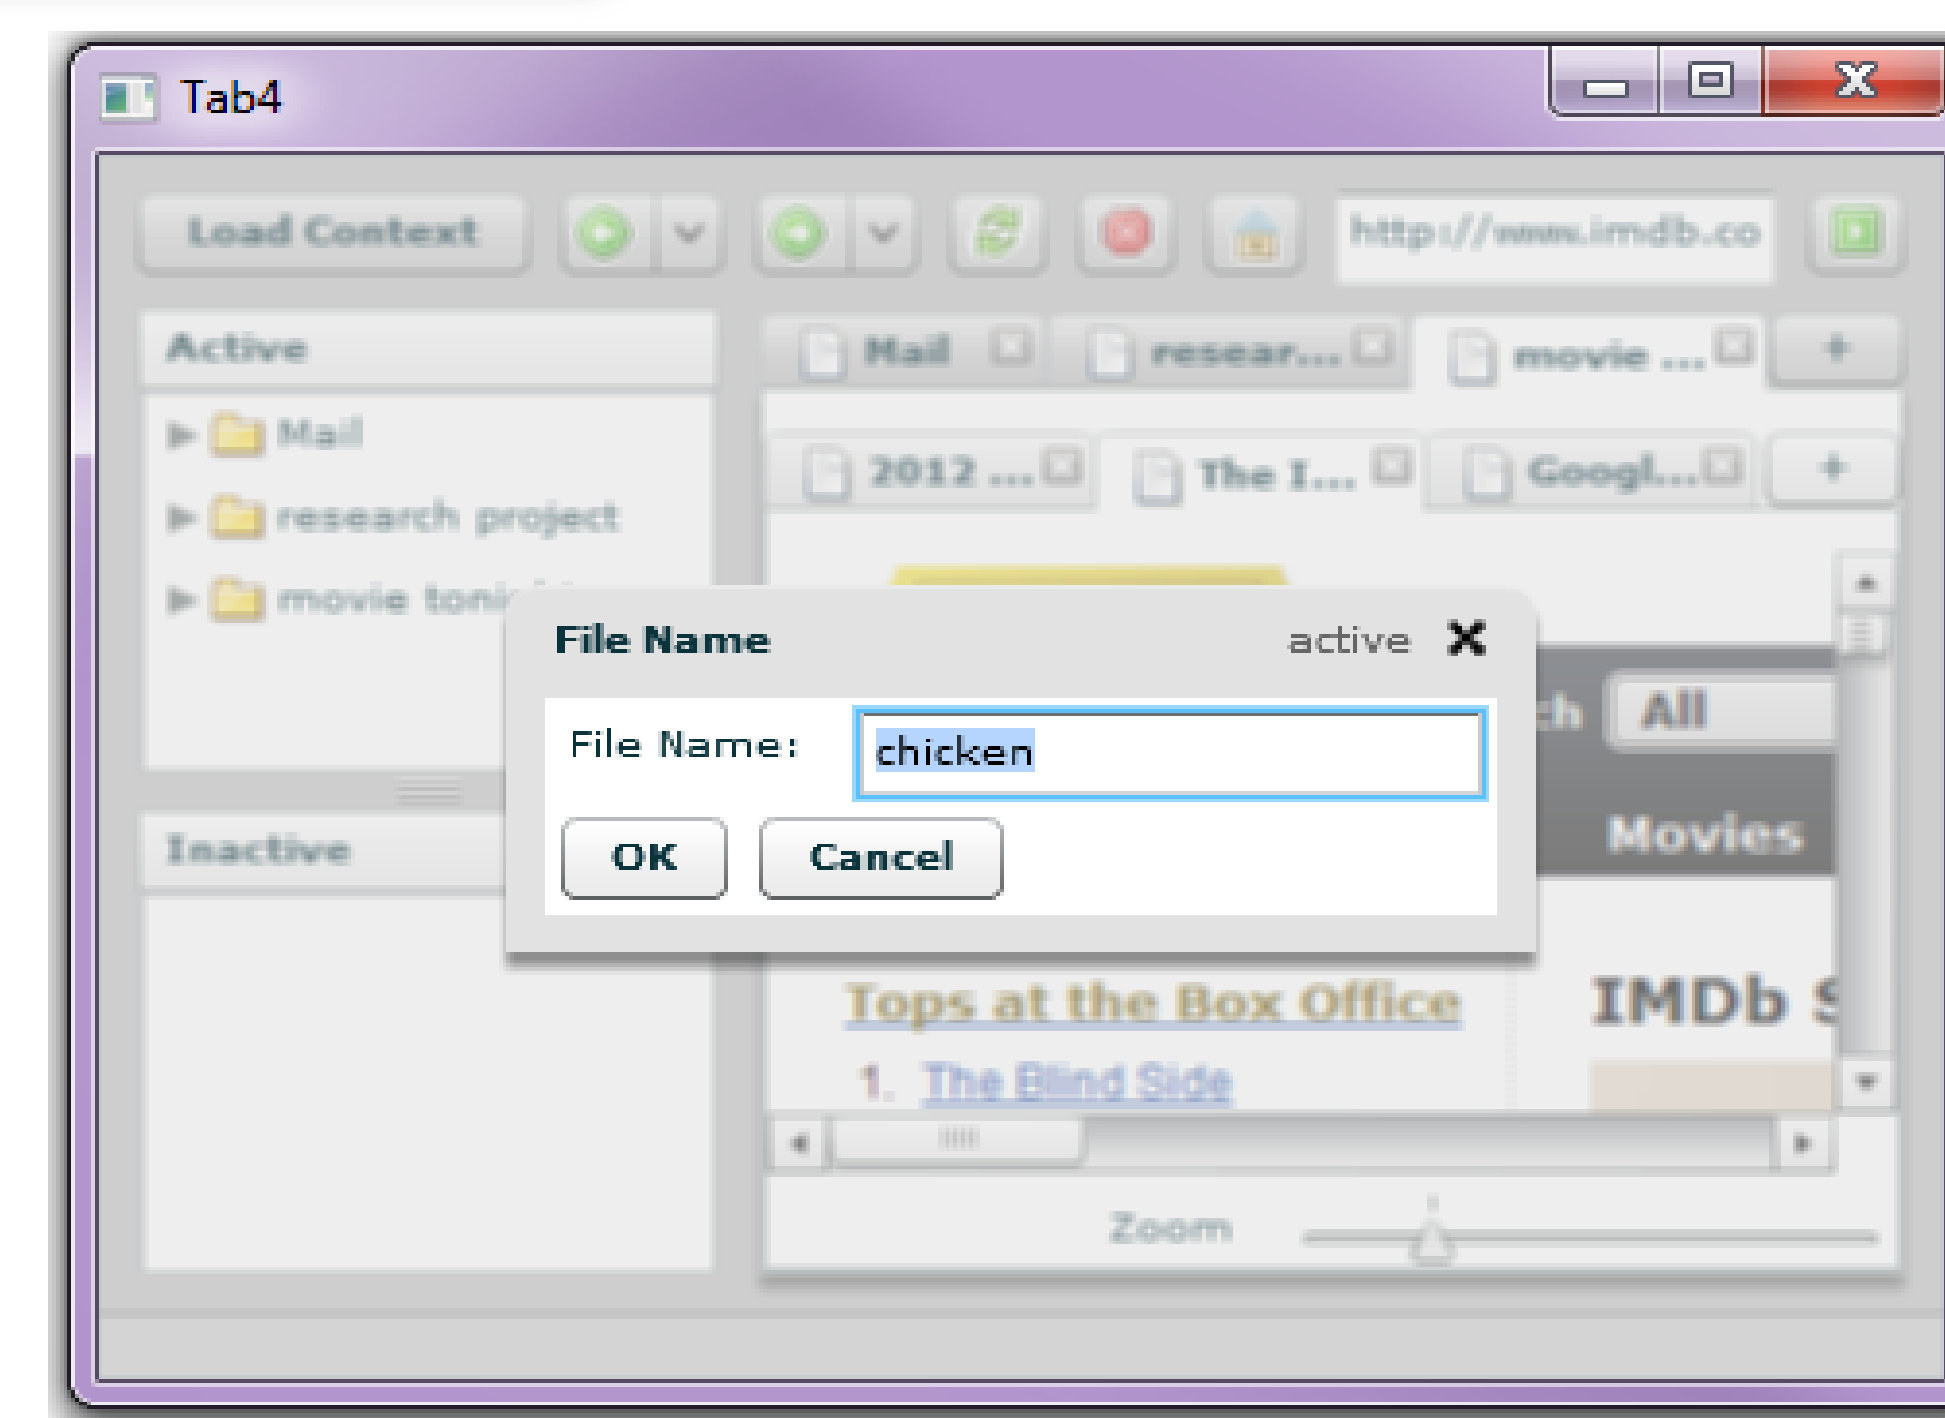 Tab4
Load Context
http://www.imdb.co
Active
Mail
resear...
movie ...
+
Mail
research project
movie
2012 ...
The I...
Googl...
+
File Name
active
All
File Name:
chicken
OK
Cancel
Movies
Inactive
Tops at the Box Office
IMDb S
1. The Blind Side
Zoom